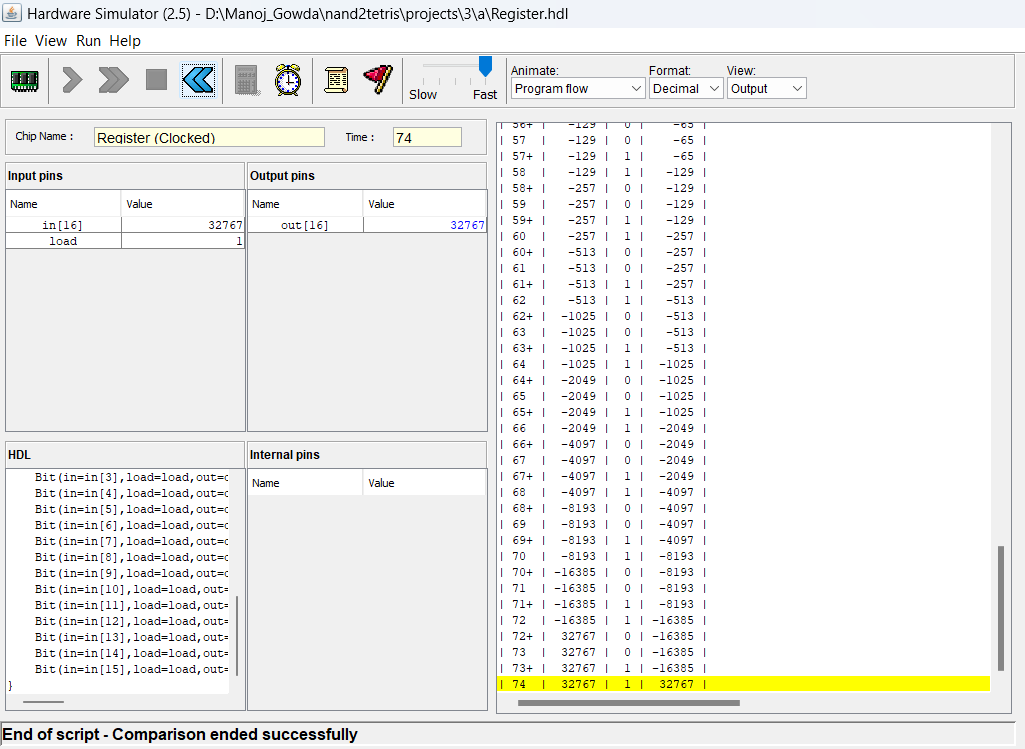 Hardware Simulator (2.5) - D:\Manoj_Gowda\nand2tetris\projects\3\a\Register.hdl
File View Run Help
Slow Fast
Animate: Format: View:
Program flow Decimal Output
Chip Name : Register (Clocked) Time : 74
Input pins
Name Value
in[16] 32767
load 1
Output pins
Name Value
out[16] 32767
HDL
Bit(in=in[3],load=load,out=o
Bit(in=in[4],load=load,out=o
Bit(in=in[5],load=load,out=o
Bit(in=in[6],load=load,out=o
Bit(in=in[7],load=load,out=o
Bit(in=in[8],load=load,out=o
Bit(in=in[9],load=load,out=o
Bit(in=in[10],load=load,out=
Bit(in=in[11],load=load,out=
Bit(in=in[12],load=load,out=
Bit(in=in[13],load=load,out=
Bit(in=in[14],load=load,out=
Bit(in=in[15],load=load,out=
}
Internal pins
Name Value
| 56+ | -129 | 0 | -65 |
| 57 | -129 | 0 | -65 |
| 57+ | -129 | 1 | -65 |
| 58 | -129 | 1 | -129 |
| 58+ | -257 | 0 | -129 |
| 59 | -257 | 0 | -129 |
| 59+ | -257 | 1 | -129 |
| 60 | -257 | 1 | -257 |
| 60+ | -513 | 0 | -257 |
| 61 | -513 | 0 | -257 |
| 61+ | -513 | 1 | -257 |
| 62 | -513 | 1 | -513 |
| 62+ | -1025 | 0 | -513 |
| 63 | -1025 | 0 | -513 |
| 63+ | -1025 | 1 | -513 |
| 64 | -1025 | 1 | -1025 |
| 64+ | -2049 | 0 | -1025 |
| 65 | -2049 | 0 | -1025 |
| 65+ | -2049 | 1 | -1025 |
| 66 | -2049 | 1 | -2049 |
| 66+ | -4097 | 0 | -2049 |
| 67 | -4097 | 0 | -2049 |
| 67+ | -4097 | 1 | -2049 |
| 68 | -4097 | 1 | -4097 |
| 68+ | -8193 | 0 | -4097 |
| 69 | -8193 | 0 | -4097 |
| 69+ | -8193 | 1 | -4097 |
| 70 | -8193 | 1 | -8193 |
| 70+ | -16385 | 0 | -8193 |
| 71 | -16385 | 0 | -8193 |
| 71+ | -16385 | 1 | -8193 |
| 72 | -16385 | 1 | -16385 |
| 72+ | 32767 | 0 | -16385 |
| 73 | 32767 | 0 | -16385 |
| 73+ | 32767 | 1 | -16385 |
| 74 | 32767 | 1 | 32767 |
End of script - Comparison ended successfully